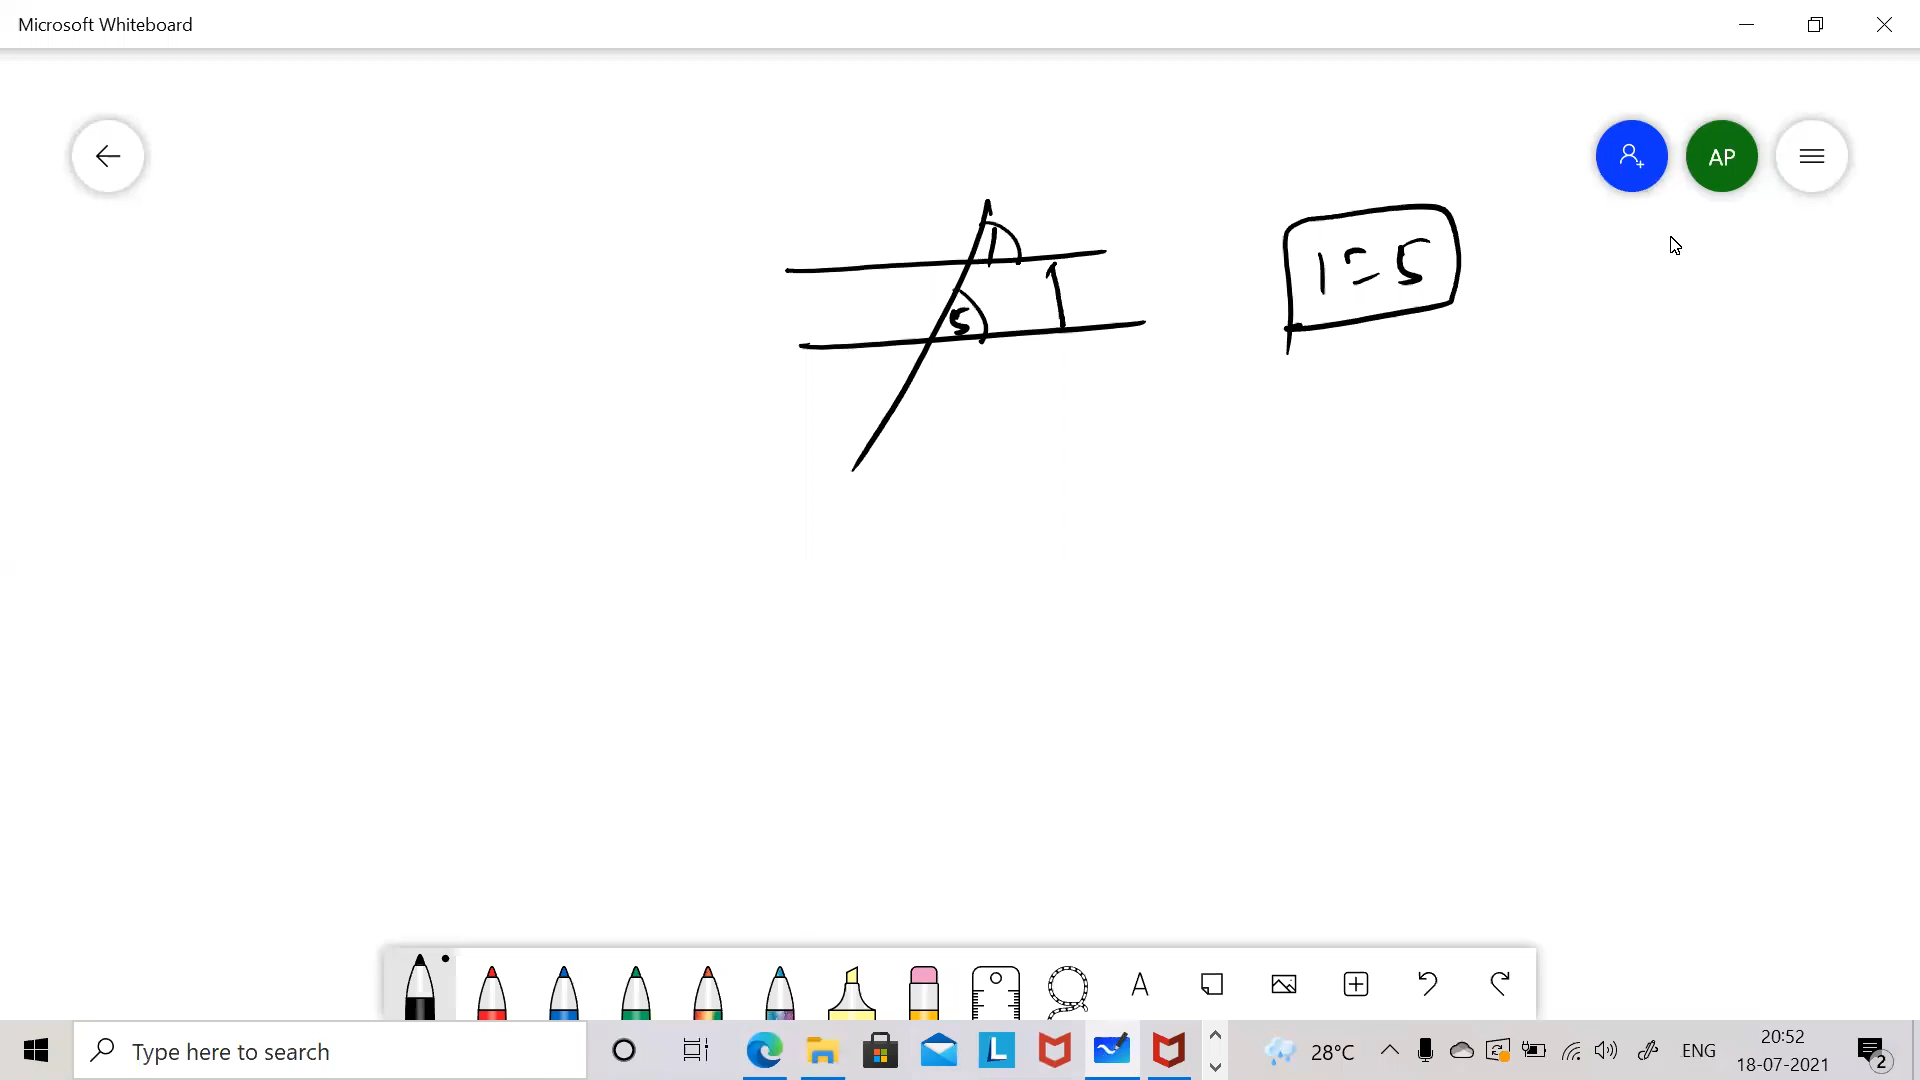 Microsoft Whiteboard
AP
1
5
1 = 5
A
Type here to search
L
28°C
ENG
20:52
18-07-2021
2